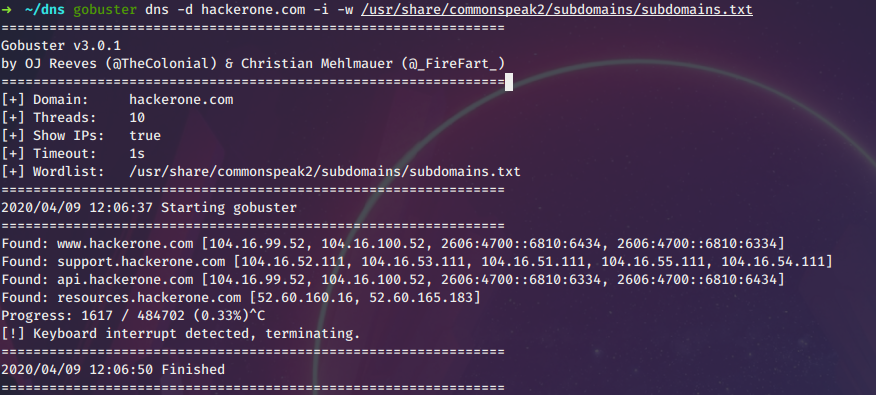 → ~/dns gobuster dns -d hackerone.com -i -w /usr/share/commonspeak2/subdomains/subdomains.txt
===============================================================
Gobuster v3.0.1
by OJ Reeves (@TheColonial) & Christian Mehlmauer (@_FireFart_)
===============================================================
[+] Domain:     hackerone.com
[+] Threads:    10
[+] Show IPs:   true
[+] Timeout:    1s
[+] Wordlist:   /usr/share/commonspeak2/subdomains/subdomains.txt
===============================================================
2020/04/09 12:06:37 Starting gobuster
===============================================================
Found: www.hackerone.com [104.16.99.52, 104.16.100.52, 2606:4700::6810:6434, 2606:4700::6810:6334]
Found: support.hackerone.com [104.16.52.111, 104.16.53.111, 104.16.51.111, 104.16.55.111, 104.16.54.111]
Found: api.hackerone.com [104.16.99.52, 104.16.100.52, 2606:4700::6810:6334, 2606:4700::6810:6434]
Found: resources.hackerone.com [52.60.160.16, 52.60.165.183]
Progress: 1617 / 484702 (0.33%)^C
[!] Keyboard interrupt detected, terminating.
===============================================================
2020/04/09 12:06:50 Finished
===============================================================